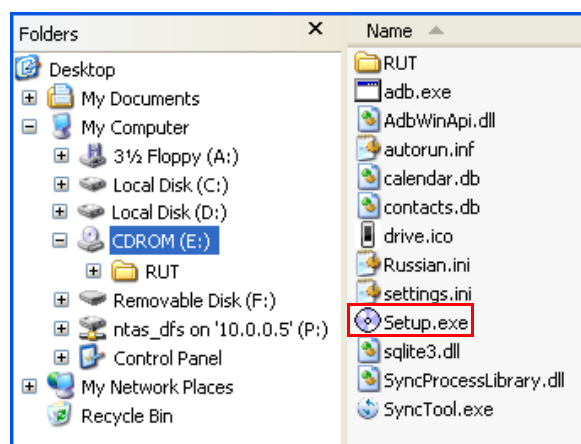 Folders
Desktop
My Documents
My Computer
3½ Floppy (A:)
Local Disk (C:)
Local Disk (D:)
CDROM (E:)
RUT
Removable Disk (F:)
ntas_dfs on '10.0.0.5' (P:)
Control Panel
My Network Places
Recycle Bin
Name
RUT
adb.exe
AdbWinApi.dll
autorun.inf
calendar.db
contacts.db
drive.ico
Russian.ini
settings.ini
Setup.exe
sqlite3.dll
SyncProcessLibrary.dll
SyncTool.exe